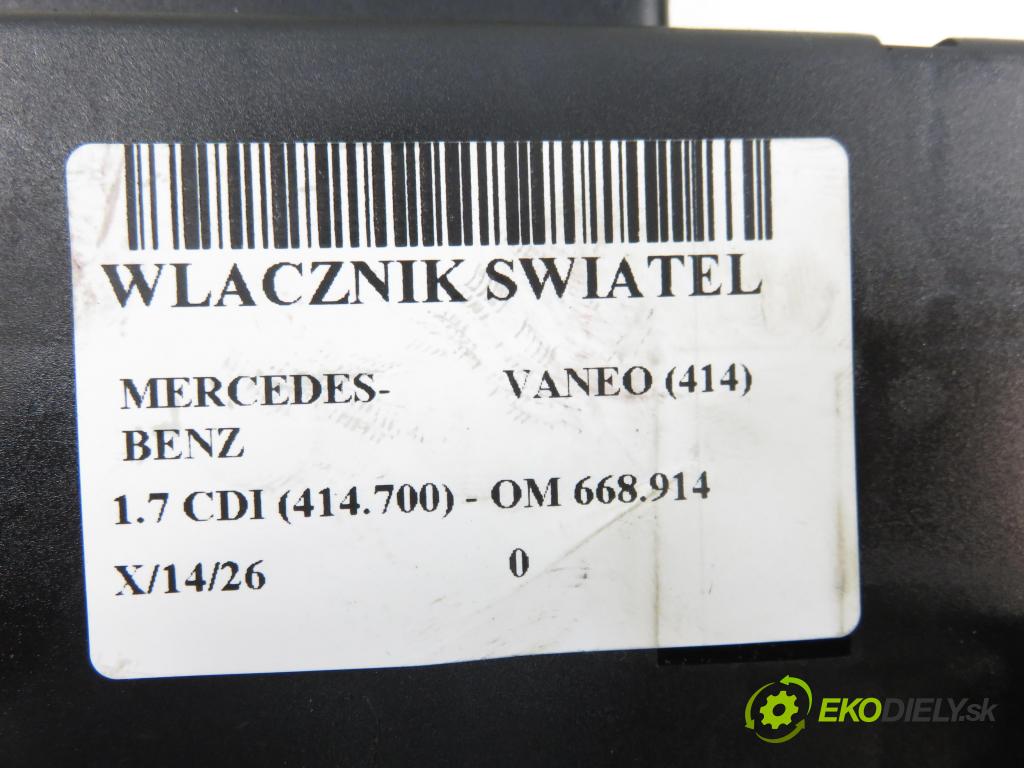 WLACZNIK SWIATEL
MERCEDES- VANEO (414)
BENZ
1.7 CDI (414.700) - OM 668.914
X/14/26 0
EKODIELY.sk